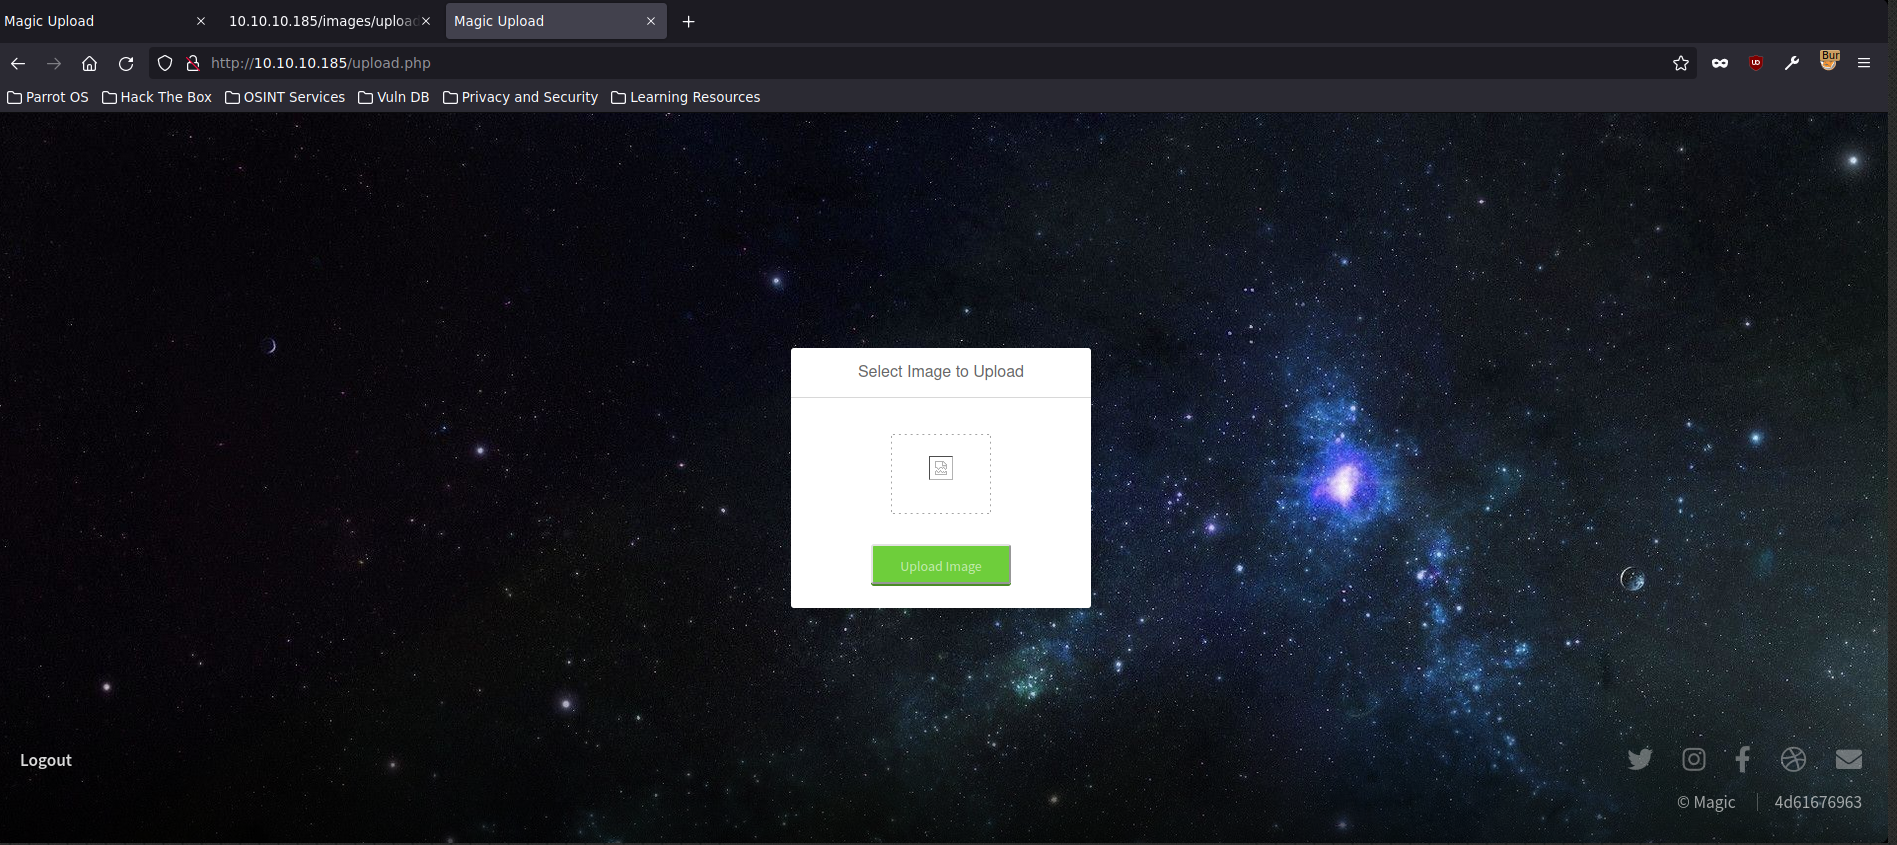 Magic Upload
10.10.10.185/images/upload
Magic Upload
http://10.10.10.185/upload.php
UD
Bur
Parrot OS
Hack The Box
OSINT Services
Vuln DB
Privacy and Security
Learning Resources
Select Image to Upload
Upload Image
Logout
© Magic
4d61676963